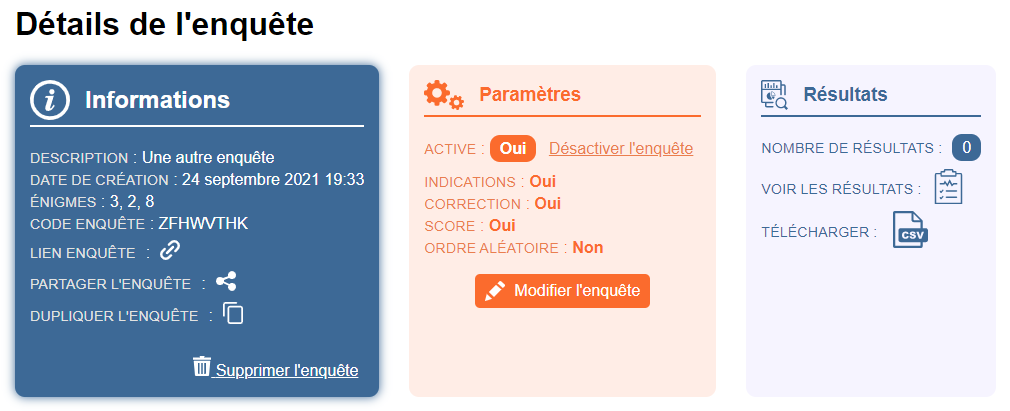 Détails de l'enquête
Informations
DESCRIPTION : Une autre enquête
DATE DE CRÉATION : 24 septembre 2021 19:33
ÉNIGMES : 3, 2, 8
CODE ENQUÊTE : ZFHWVTHK
LIEN ENQUÊTE :
PARTAGER L'ENQUÊTE :
DUPLIQUER L'ENQUÊTE :
Supprimer l'enquête
Paramètres
ACTIVE : Oui Désactiver l'enquête
INDICATIONS : Oui
CORRECTION : Oui
SCORE : Oui
ORDRE ALÉATOIRE : Non
Modifier l'enquête
Résultats
NOMBRE DE RÉSULTATS : 0
VOIR LES RÉSULTATS :
TÉLÉCHARGER : CSV